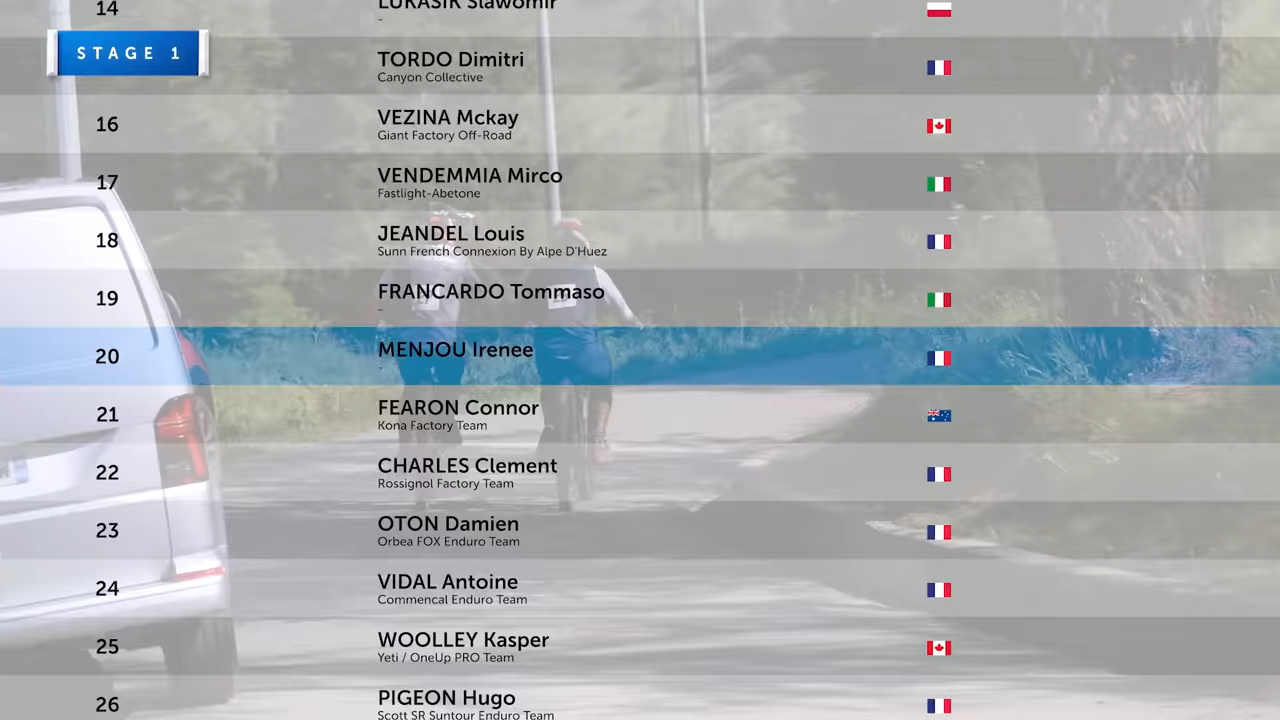 14
LUKASIK Slawomir
-
STAGE 1
TORDO Dimitri
Canyon Collective
16
VEZINA Mckay
Giant Factory Off-Road
17
VENDEMMIA Mirco
Fastlight-Abetone
18
JEANDEL Louis
Sunn French Connexion By Alpe D'Huez
19
FRANCARDO Tommaso
-
20
MENJOU Irenee
-
21
FEARON Connor
Kona Factory Team
22
CHARLES Clement
Rossignol Factory Team
23
OTON Damien
Orbea FOX Enduro Team
24
VIDAL Antoine
Commencal Enduro Team
25
WOOLLEY Kasper
Yeti / OneUp PRO Team
26
PIGEON Hugo
Scott SR Suntour Enduro Team